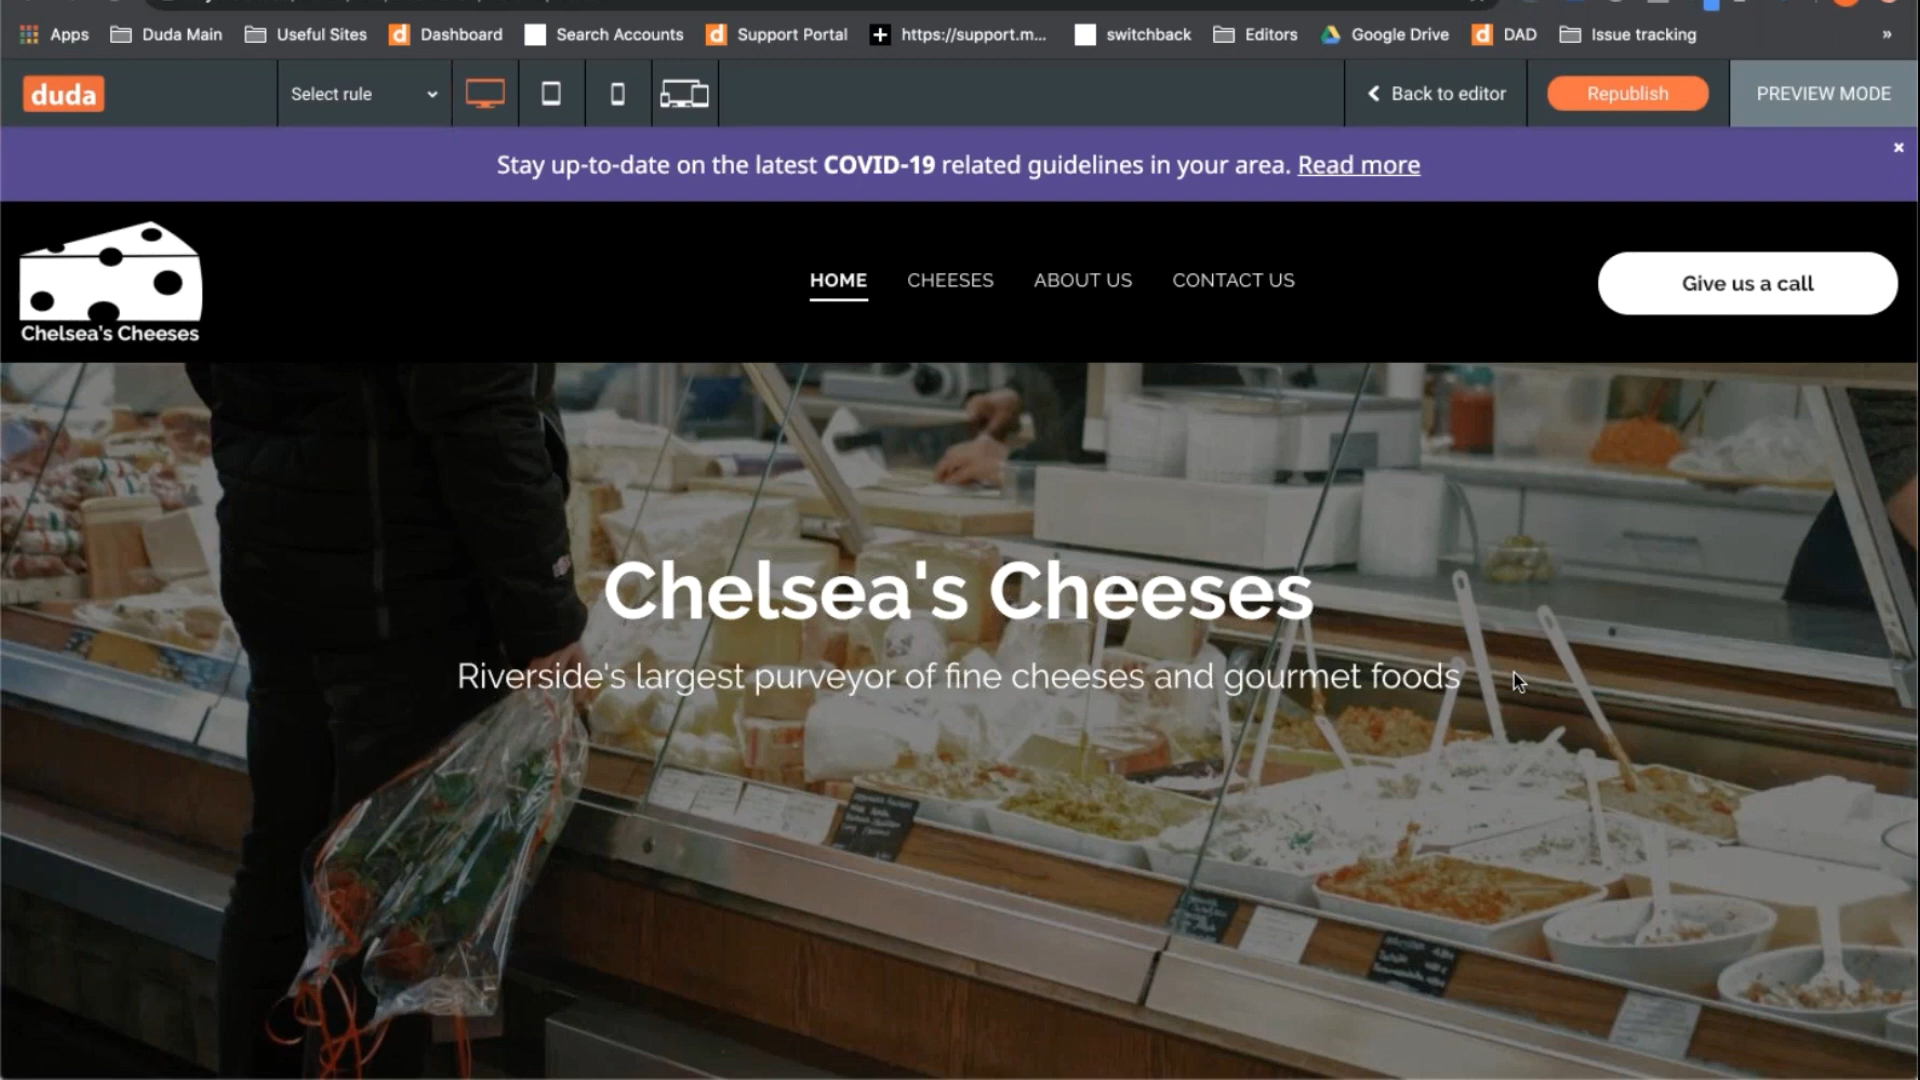 Apps Duda Main Useful Sites Dashboard Search Accounts Support Portal https://support.m... switchback Editors Google Drive DAD Issue tracking »
duda Select rule Back to editor Republish PREVIEW MODE
Stay up-to-date on the latest COVID-19 related guidelines in your area. Read more
HOME CHEESES ABOUT US CONTACT US Give us a call
Chelsea's Cheeses
Chelsea's Cheeses
Riverside's largest purveyor of fine cheeses and gourmet foods